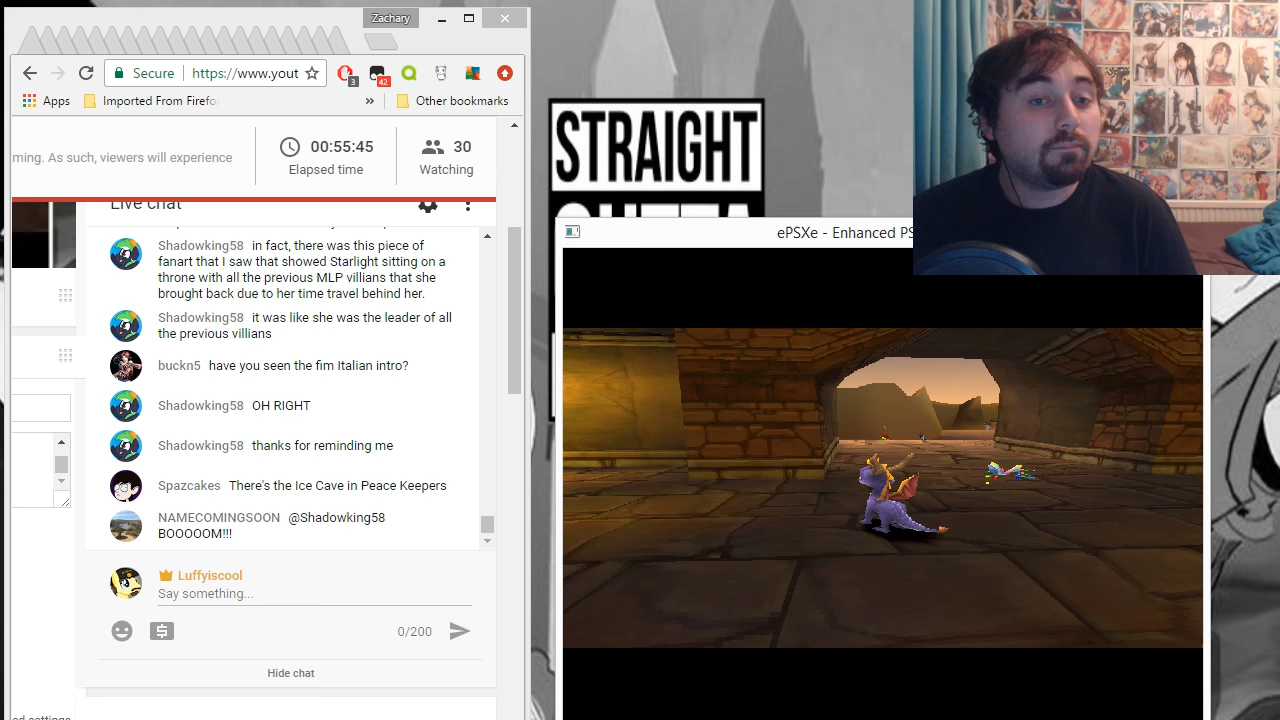 Zachary
Secure
https://www.yout
3
42
Apps
Imported From Firefo
»
Other bookmarks
ming. As such, viewers will experience
00:55:45
Elapsed time
30
Watching
Live chat
Shadowking58 in fact, there was this piece of
fanart that I saw that showed Starlight sitting on a
throne with all the previous MLP villians that she
brought back due to her time travel behind her.
Shadowking58 it was like she was the leader of all
the previous villians
buckn5 have you seen the fim Italian intro?
Shadowking58 OH RIGHT
Shadowking58 thanks for reminding me
Spazcakes There's the Ice Cave in Peace Keepers
NAMECOMINGSOON @Shadowking58
BOOOOOM!!!
Luffyiscool
Say something...
0/200
Hide chat
STRAIGHT
ePSXe - Enhanced PS